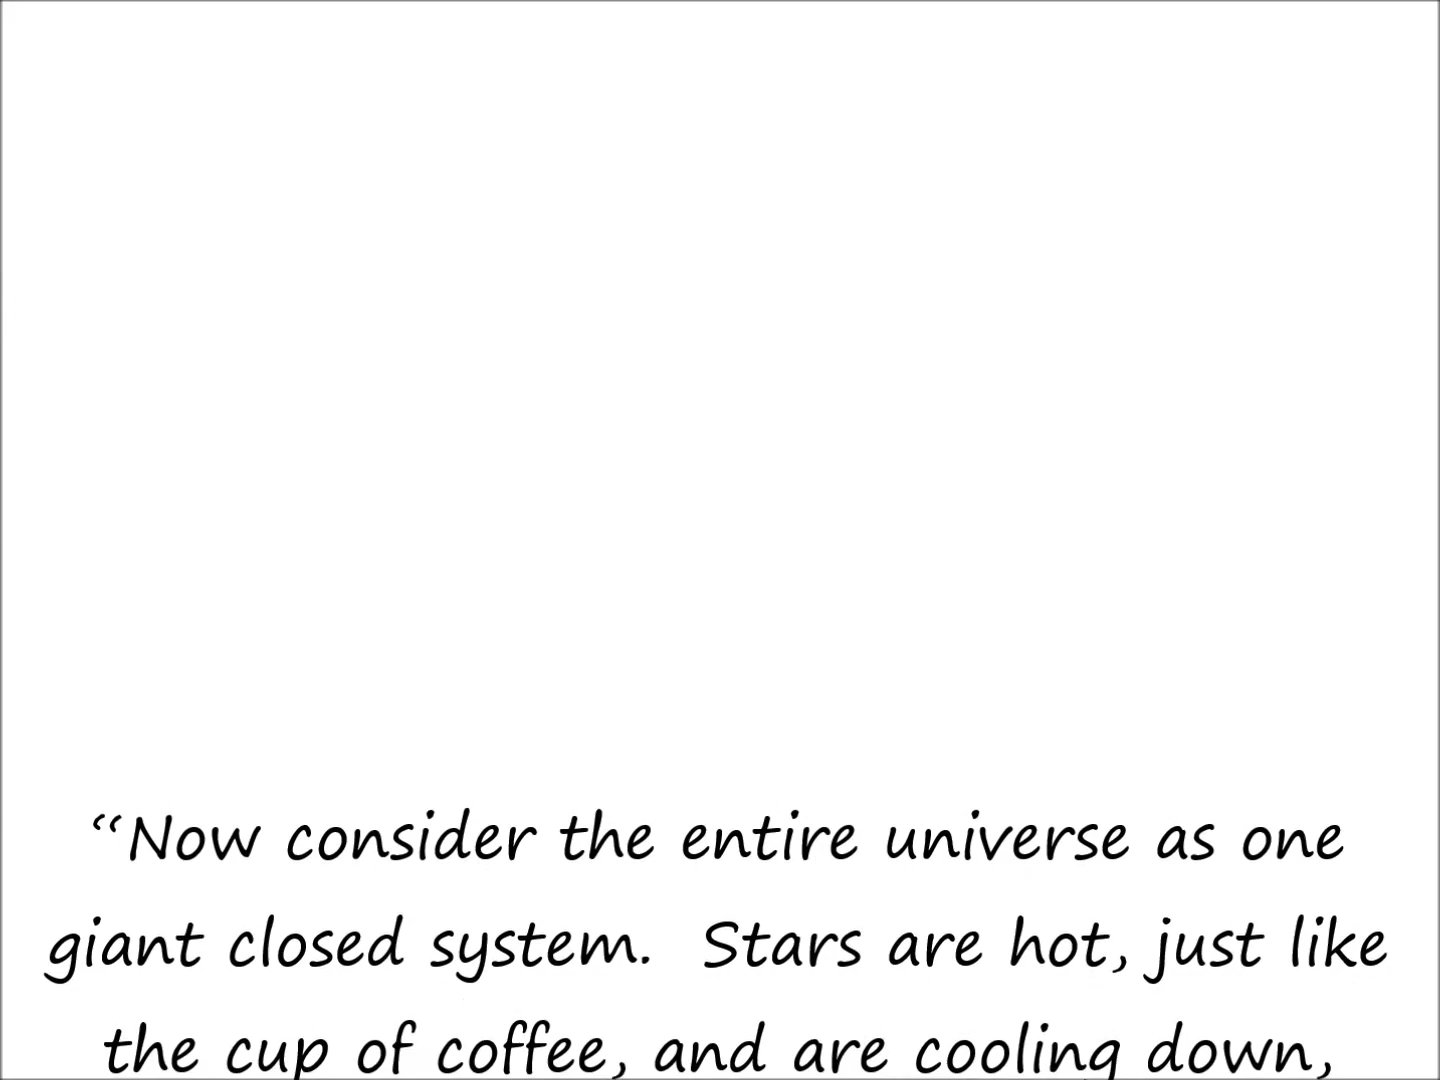 “Now consider the entire universe as one
giant closed system.  Stars are hot, just like
the cup of coffee, and are cooling down,